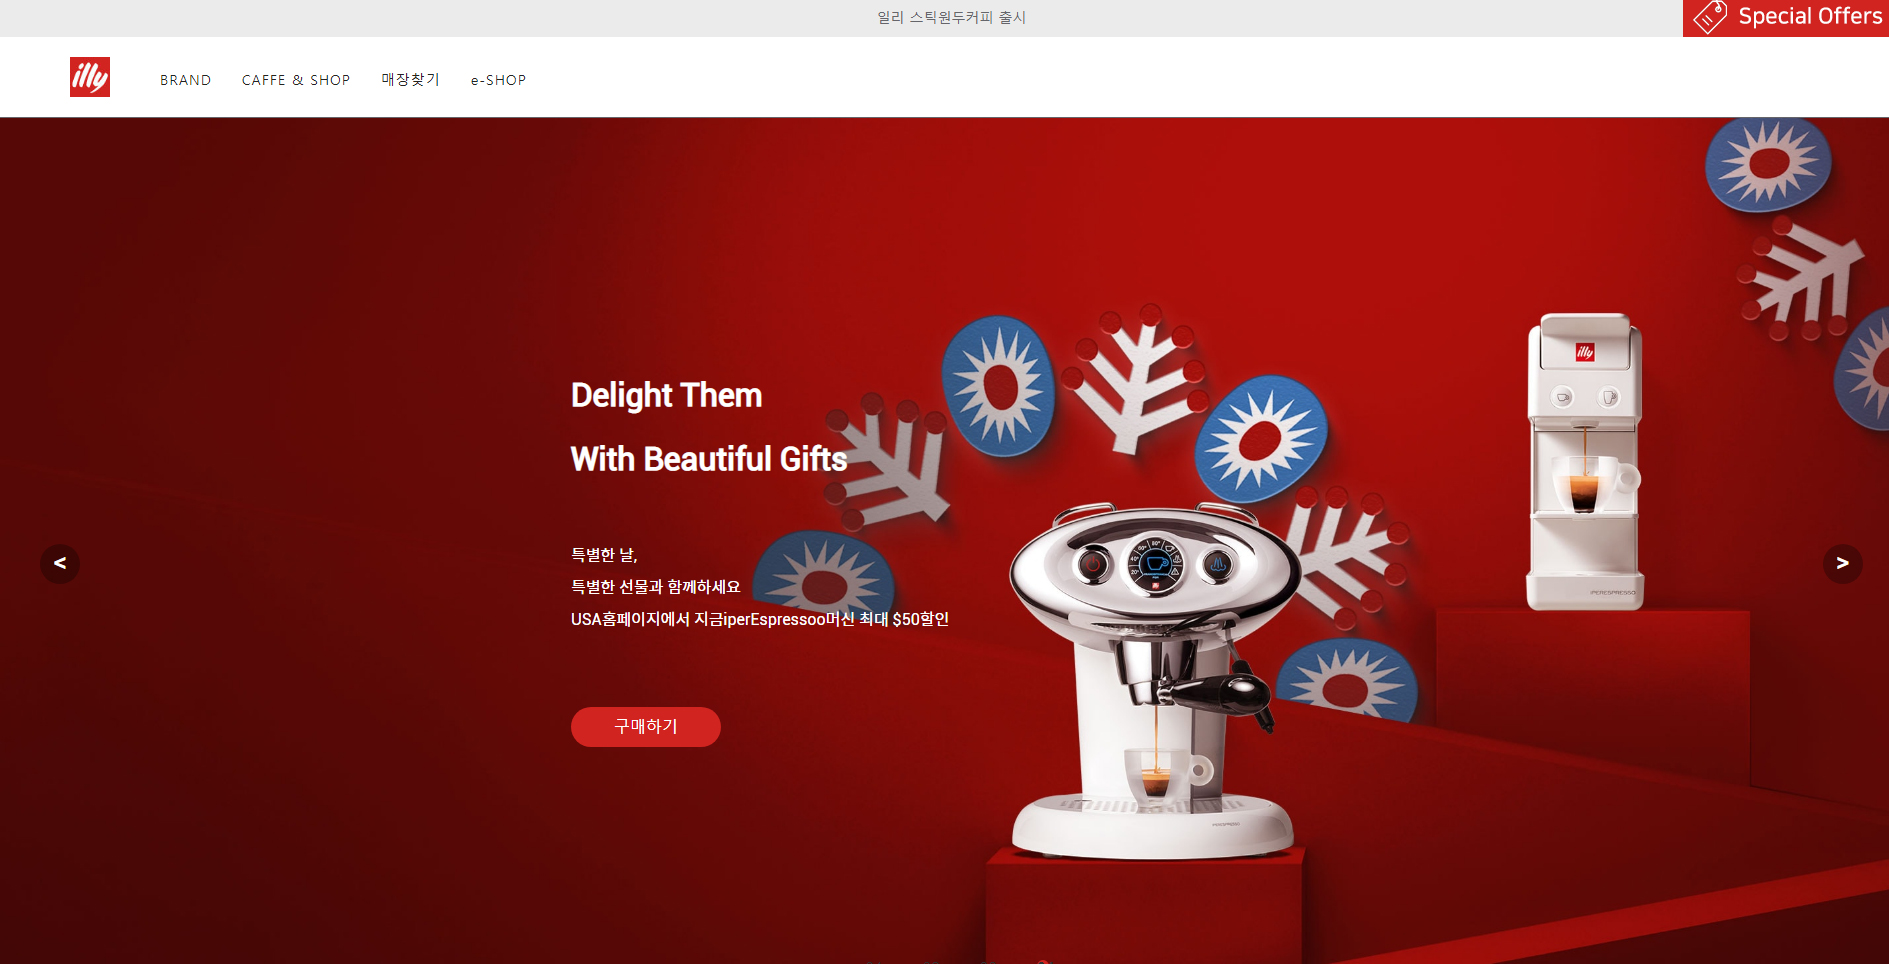 일리 스틱원두커피 출시
Special Offers
illy
BRAND
CAFFE & SHOP
매장찾기
e-SHOP
illy
Delight Them
With Beautiful Gifts
특별한 날,
특별한 선물과 함께하세요
USA홈페이지에서 지금iperEspressoo머신 최대 $50할인
<
>
구매하기
IPERESPRESSO